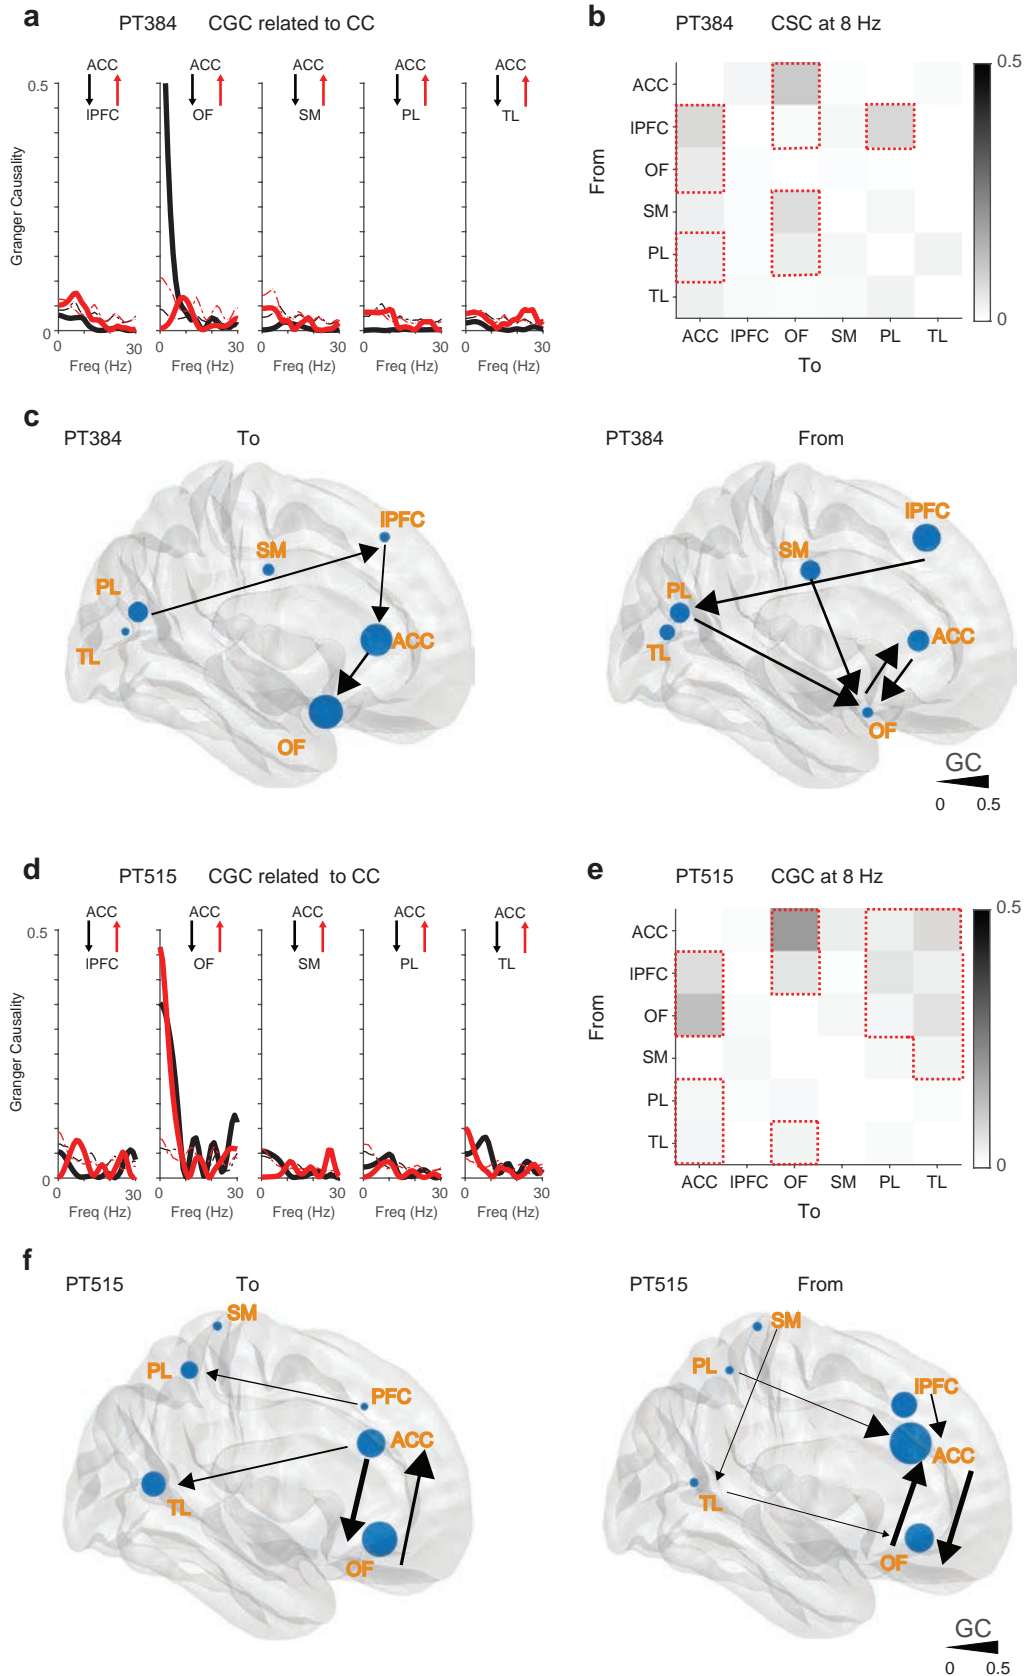 a PT384 CGC related to CC
ACC ACC ACC ACC ACC
lPFC OF SM PL TL
0.5
Granger Causality
0
0 30 0 30 0 30 0 30 0 30
Freq (Hz) Freq (Hz) Freq (Hz) Freq (Hz) Freq (Hz)
b PT384 CSC at 8 Hz
From
ACC
lPFC
OF
SM
PL
TL
ACC lPFC OF SM PL TL
To
0.5
0
c
PT384 To
lPFC
SM
PL
ACC
TL
OF
PT384 From
lPFC
SM
PL
ACC
TL
OF
GC
0 0.5
d PT515 CGC related to CC
ACC ACC ACC ACC ACC
lPFC OF SM PL TL
0.5
Granger Causality
0
0 30 0 30 0 30 0 30 0 30
Freq (Hz) Freq (Hz) Freq (Hz) Freq (Hz) Freq (Hz)
e PT515 CGC at 8 Hz
From
ACC
lPFC
OF
SM
PL
TL
ACC lPFC OF SM PL TL
To
0.5
0
f
PT515 To
SM
PL
PFC
ACC
TL
OF
PT515 From
SM
PL
lPFC
ACC
TL
OF
GC
0 0.5